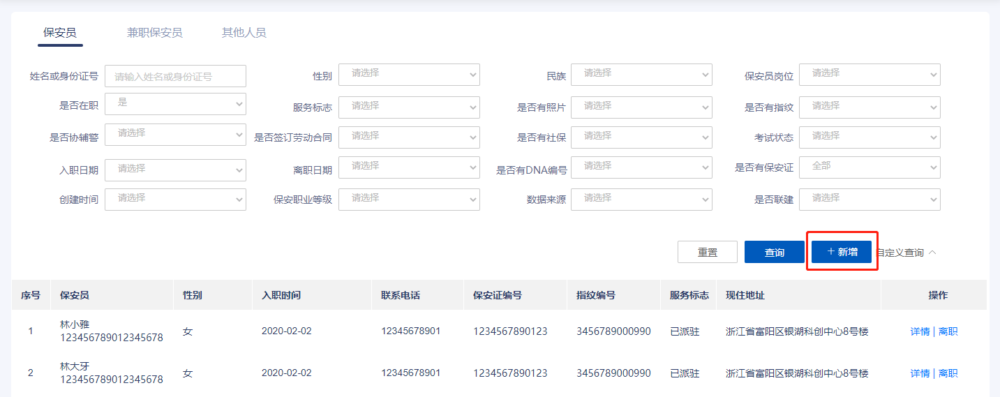 保安员 兼职保安员 其他人员
姓名或身份证号 请输入姓名或身份证号 性别 请选择 民族 请选择 保安员岗位 请选择
是否在职 是 服务标志 请选择 是否有照片 请选择 是否有指纹 请选择
是否协辅警 请选择 是否签订劳动合同 请选择 是否有社保 请选择 考试状态 请选择
入职日期 请选择 离职日期 请选择 是否有DNA编号 请选择 是否有保安证 全部
创建时间 请选择 保安职业等级 请选择 数据来源 请选择 是否联建 请选择
重置 查询 +新增 自定义查询
序号 保安员 性别 入职时间 联系电话 保安证编号 指纹编号 服务标志 现住地址 操作
1 林小雅 女 2020-02-02 12345678901 1234567890123 3456789000990 已派驻 浙江省富阳区银湖科创中心8号楼 详情 | 离职
123456789012345678
2 林大牙 女 2020-02-02 12345678901 1234567890123 3456789000990 已派驻 浙江省富阳区银湖科创中心8号楼 详情 | 离职
123456789012345678